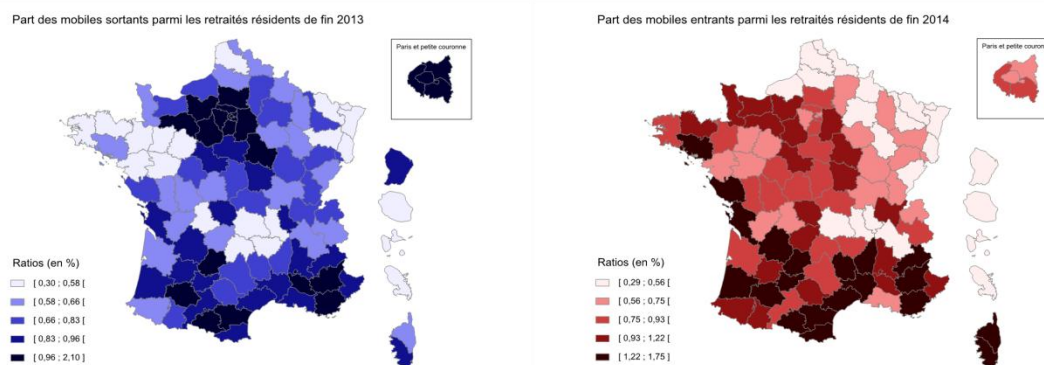 Part des mobiles sortants parmi les retraités résidents de fin 2013
Paris et petite couronne
Ratios (en %)
[ 0,30 ; 0,58 [
[ 0,58 ; 0,66 [
[ 0,66 ; 0,83 [
[ 0,83 ; 0,96 [
[ 0,96 ; 2,10 ]
Part des mobiles entrants parmi les retraités résidents de fin 2014
Paris et petite couronne
Ratios (en %)
[ 0,29 ; 0,56 [
[ 0,56 ; 0,75 [
[ 0,75 ; 0,93 [
[ 0,93 ; 1,22 [
[ 1,22 ; 1,75 ]